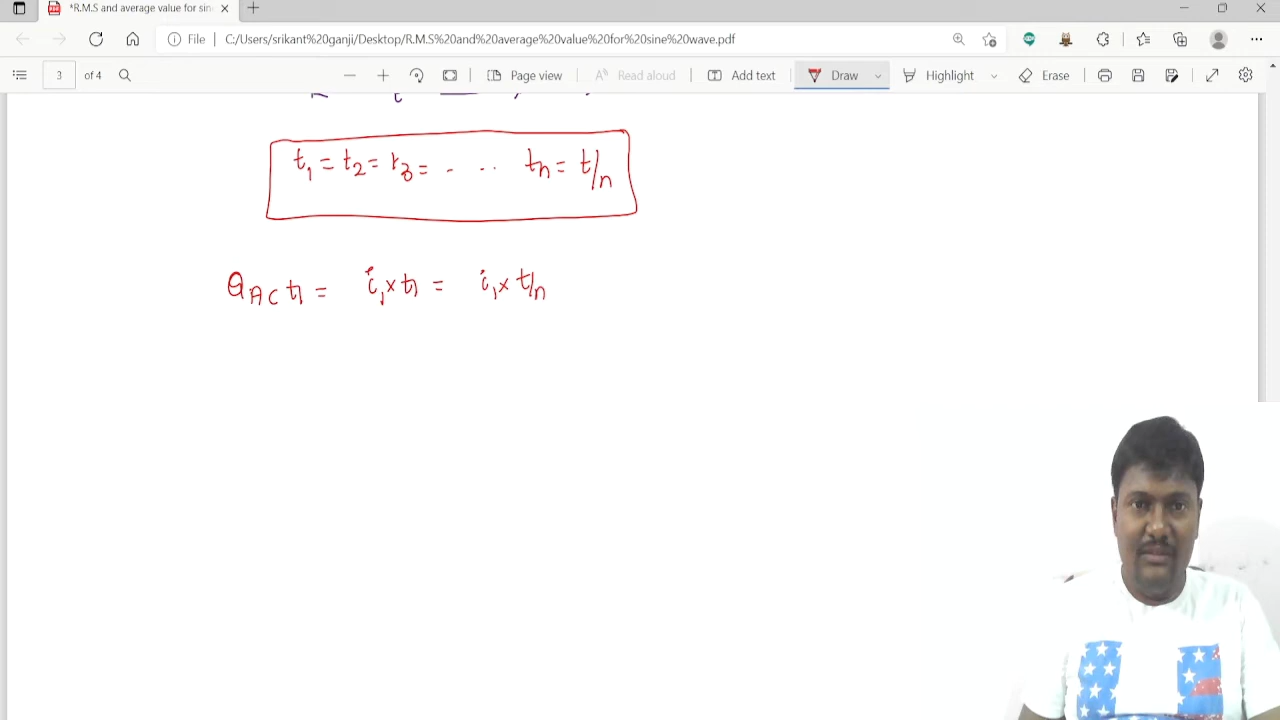 *R.M.S and average value for sin
File C:/Users/srikant%20ganji/Desktop/R.M.S%20and%20average%20value%20for%20sine%20wave.pdf
3 of 4 Page view Read aloud Add text Draw Highlight Erase
t₁ = t₂ = t₃ = - .. tn = t/n
QAC t₁ = i₁ × t₁ = i₁ × t/n